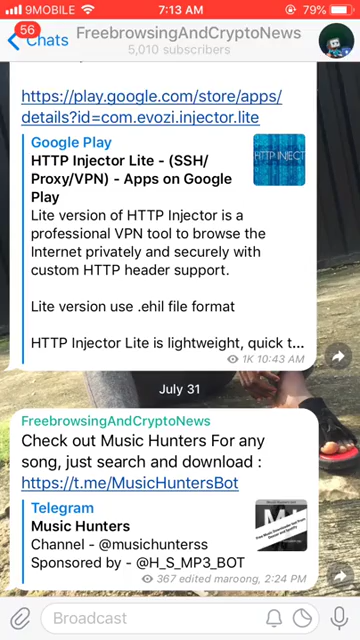 9MOBILE
7:13 AM
79%
56
Chats
FreebrowsingAndCryptoNews
5,010 subscribers
https://play.google.com/store/apps/
details?id=com.evozi.injector.lite
Google Play
HTTP Injector Lite - (SSH/
Proxy/VPN) - Apps on Google
Play
HTTP INJECT
Lite version of HTTP Injector is a
professional VPN tool to browse the
Internet privately and securely with
custom HTTP header support.
Lite version use .ehil file format
HTTP Injector Lite is lightweight, quick t...
1K 10:43 AM
July 31
FreebrowsingAndCryptoNews
Check out Music Hunters For any
song, just search and download :
https://t.me/MusicHuntersBot
Telegram
Music Hunters
Channel - @musichunterss
Sponsored by - @H_S_MP3_BOT
367 edited maroong, 2:24 PM
Broadcast